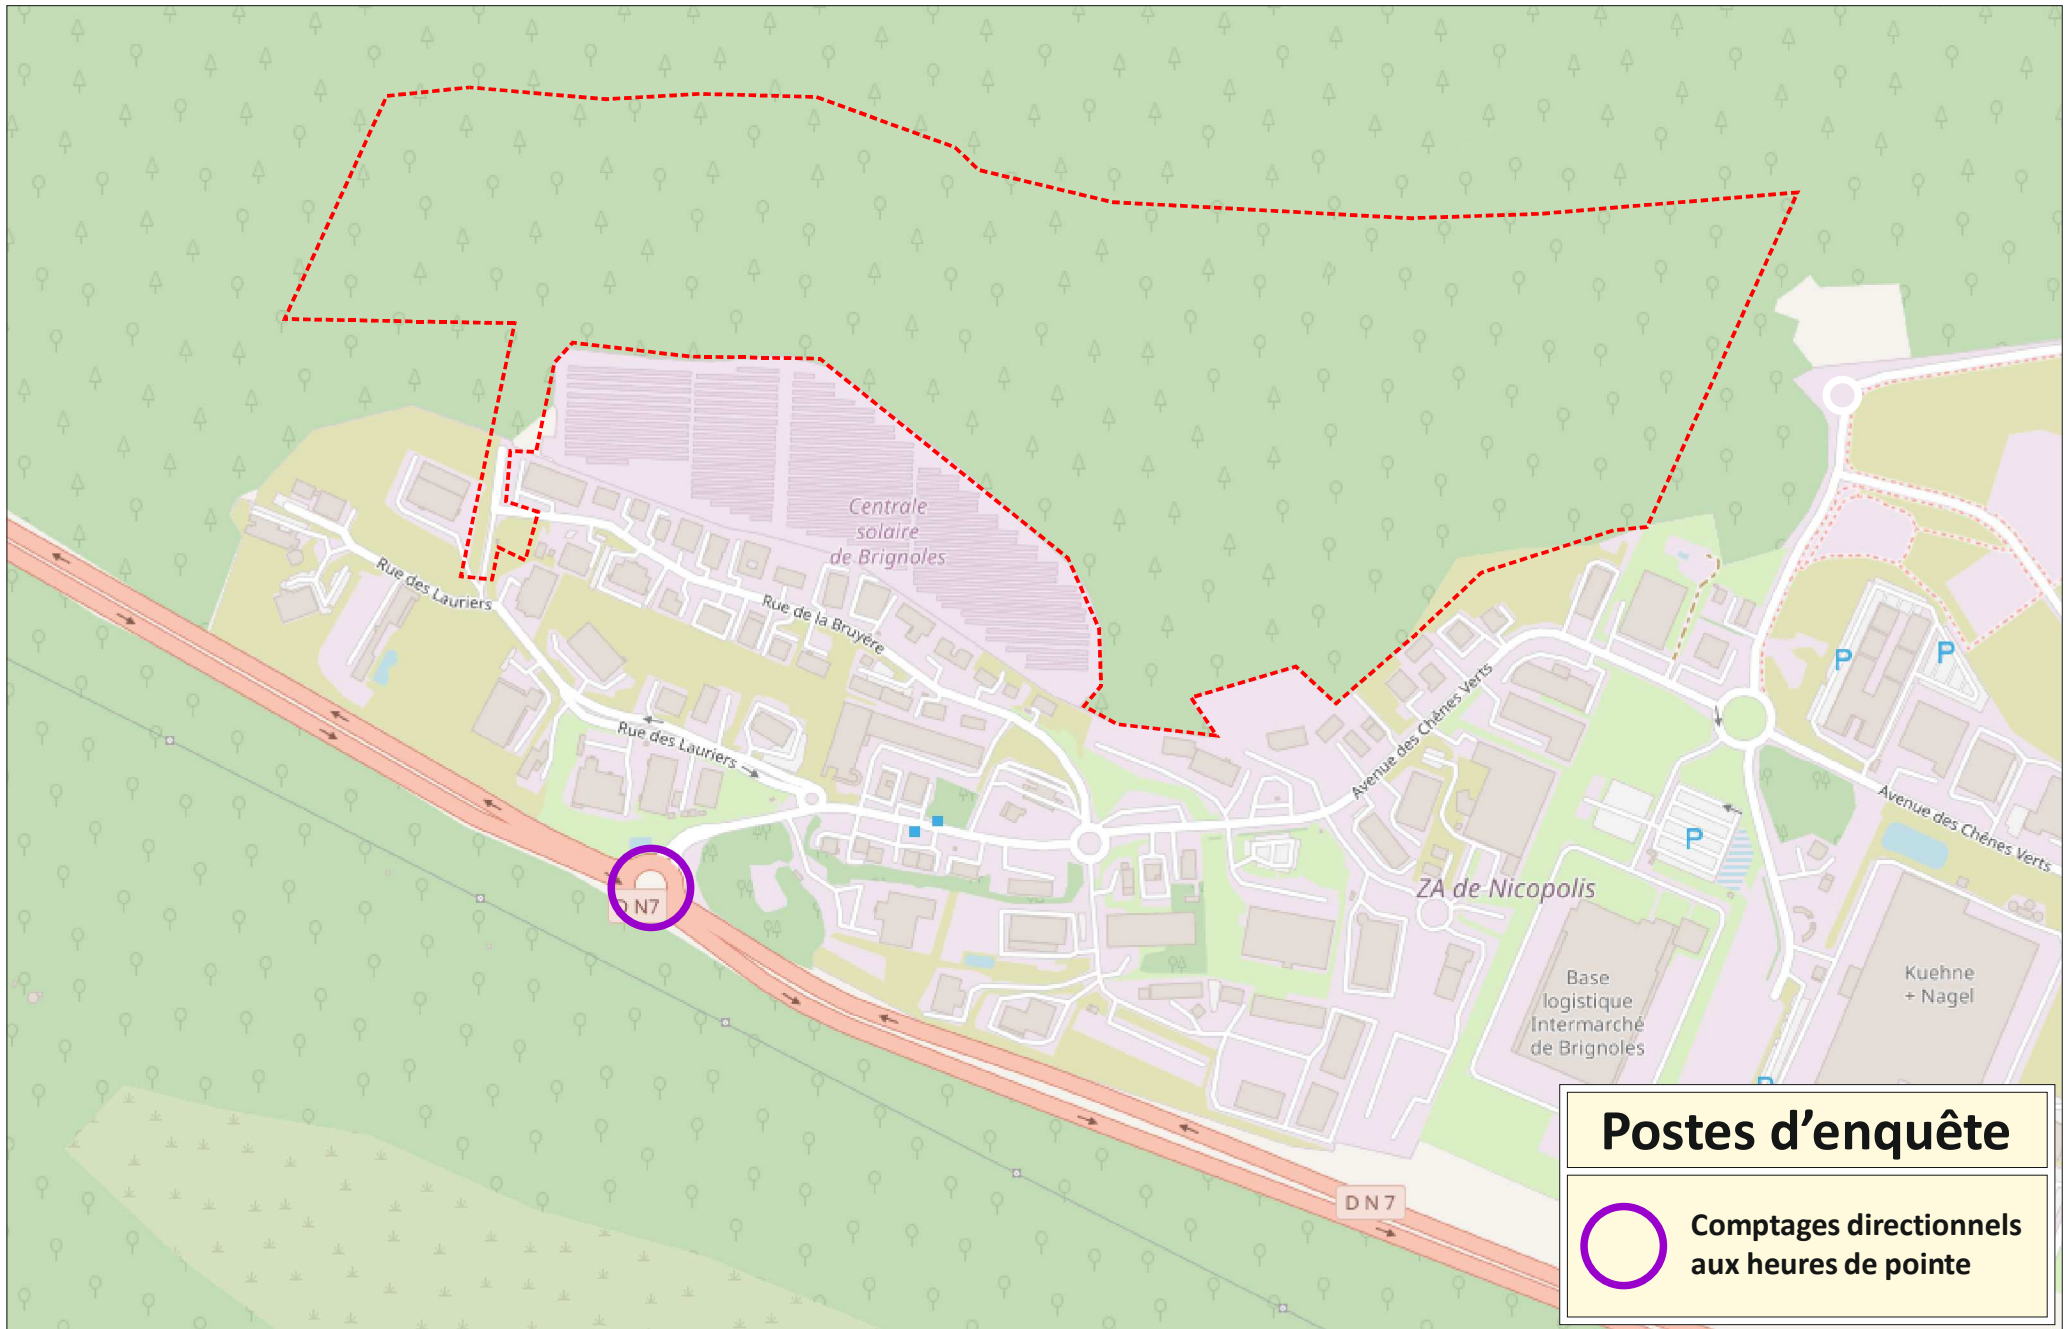 Centrale
solaire
de Brignoles
Rue des Lauriers
Rue de la Bruyère
Rue des Lauriers
Avenue des Chênes Verts
P
P
P
Avenue des Chênes Verts
D N7
ZA de Nicopolis
Base
logistique
Intermarché
de Brignoles
Kuehne
+ Nagel
P
D N 7
Postes d’enquête
Comptages directionnels
aux heures de pointe